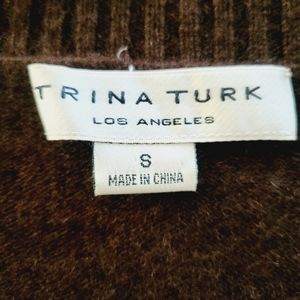 TRINA TURK
LOS ANGELES
S
MADE IN CHINA